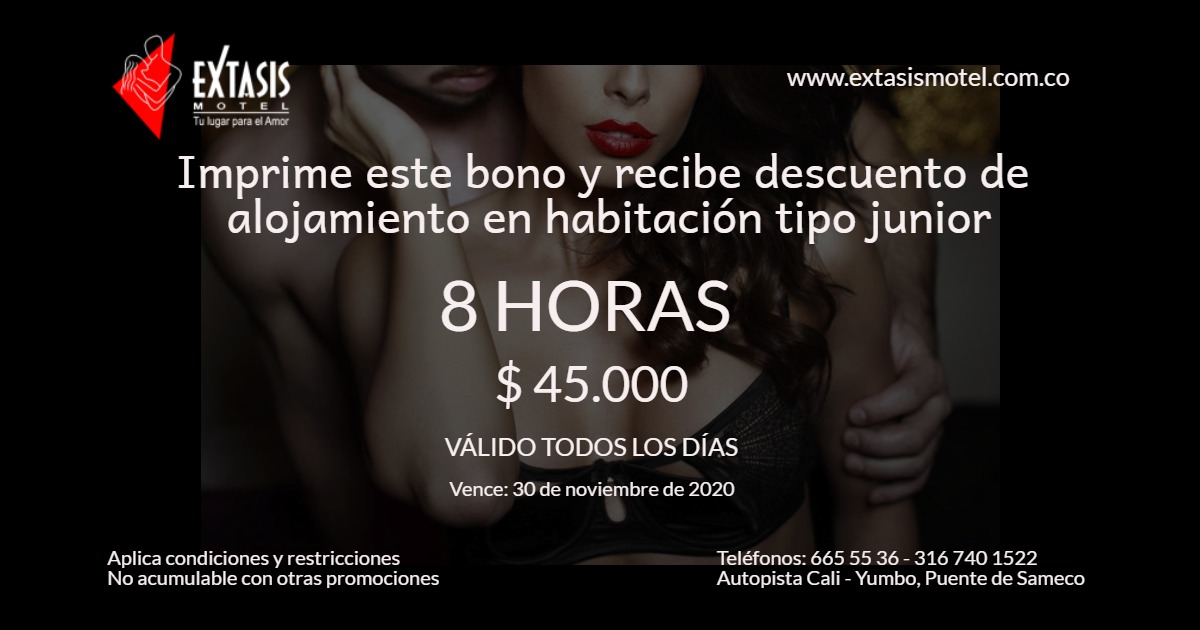 EXTASIS
MOTEL
Tu lugar para el Amor
www.extasismotel.com.co
Imprime este bono y recibe descuento de
alojamiento en habitación tipo junior
8 HORAS
$ 45.000
VÁLIDO TODOS LOS DÍAS
Vence: 30 de noviembre de 2020
Aplica condiciones y restricciones
No acumulable con otras promociones
Teléfonos: 665 55 36 - 316 740 1522
Autopista Cali - Yumbo, Puente de Sameco